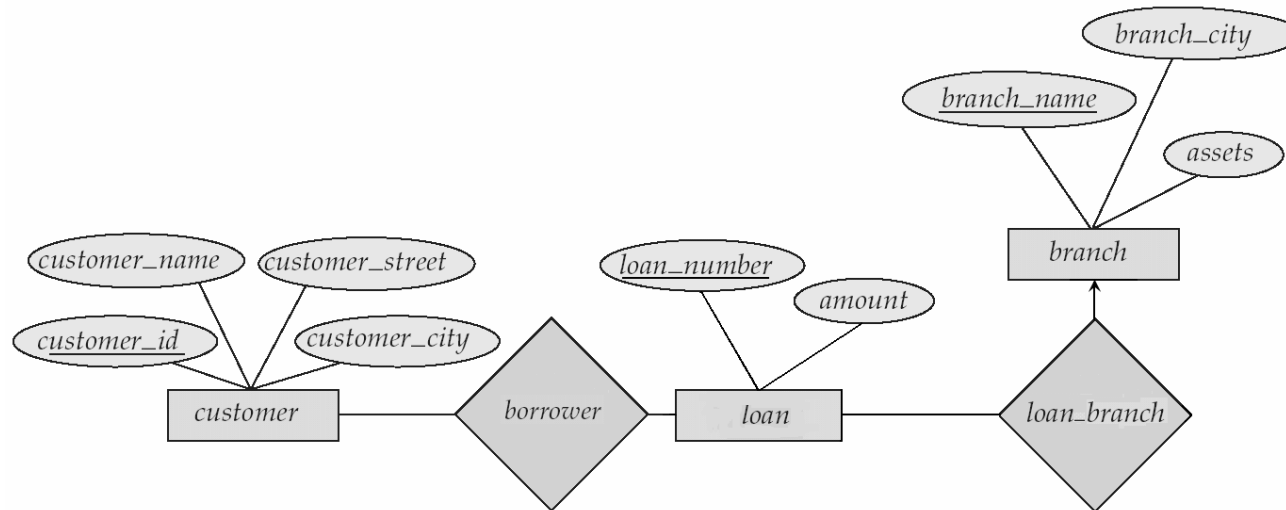 branch_city
branch_name
assets
branch
customer_name
customer_street
customer_id
customer_city
customer
borrower
loan_number
amount
loan
loan_branch